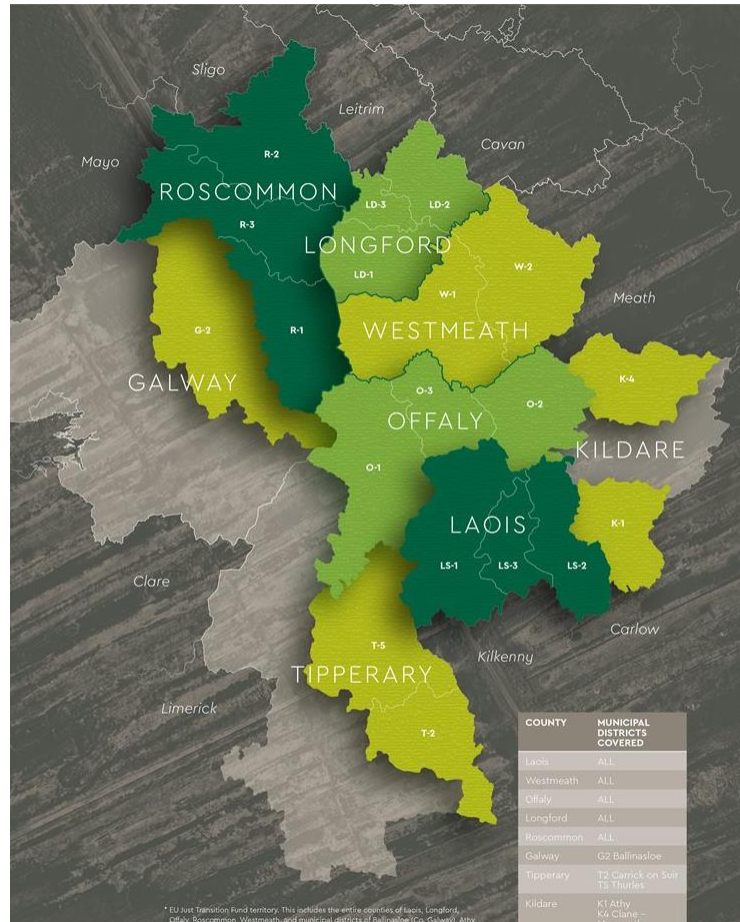 Sligo
Leitrim
Cavan
Mayo
R-2
ROSCOMMON
LD-3
LD-2
R-3
LONGFORD
LD-1
W-2
W-1
Meath
G-2
R-1
WESTMEATH
GALWAY
K-4
O-3
O-2
OFFALY
KILDARE
O-1
K-1
LAOIS
LS-1
LS-3
LS-2
Clare
Carlow
T-5
Kilkenny
TIPPERARY
Limerick
T-2
COUNTY MUNICIPAL
DISTRICTS
COVERED
Laois ALL
Westmeath ALL
Offaly ALL
Longford ALL
Roscommon ALL
Galway G2 Ballinasloe
Tipperary T2 Carrick on Suir
T5 Thurles
Kildare K1 Athy
K4 Clane -
* EU Just Transition Fund territory. This includes the entire counties of Laois, Longford,
Offaly, Roscommon, Westmeath and municipal districts of Ballinasloe (Co. Galway), Athy